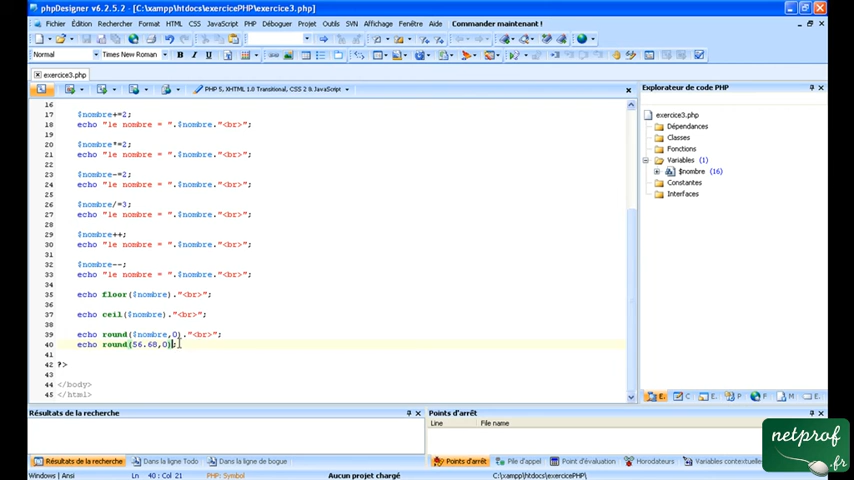 phpDesigner v6.2.5.2 - [C:\xampp\htdocs\exercicePHP\exercice3.php]
Fichier Édition Rechercher Format HTML CSS JavaScript PHP Déboguer Projet Outils SVN Affichage Fenêtre Aide Commander maintenant !
Normal Times New Roman
exercice3.php
PHP 5, XHTML 1.0 Transitional, CSS 2 & JavaScript
16
17 $nombre+=2;
18 echo "le nombre = ".$nombre."<br>";
19
20 $nombre*=2;
21 echo "le nombre = ".$nombre."<br>";
22
23 $nombre-=2;
24 echo "le nombre = ".$nombre."<br>";
25
26 $nombre/=3;
27 echo "le nombre = ".$nombre."<br>";
28
29 $nombre++;
30 echo "le nombre = ".$nombre."<br>";
31
32 $nombre--;
33 echo "le nombre = ".$nombre."<br>";
34
35 echo floor($nombre)."<br>";
36
37 echo ceil($nombre)."<br>";
38
39 echo round($nombre,0)."<br>";
40 echo round(56.68,0);
41
42 ?>
43
44 </body>
45 </html>
Explorateur de code PHP
exercice3.php
Dépendances
Classes
Fonctions
Variables (1)
$nombre (16)
Constantes
Interfaces
E. C E. P F. M E.
Résultats de la recherche
Points d'arrêt
Line File name
Résultats de la recherche Dans la ligne Todo Dans la ligne de bogue
Points d'arrêt Pile d'appel Point d'évaluation Horodateurs Variables contextuelle
Windows | Ansi Ln 40 : Col 21 PHP: Symbol Aucun projet chargé C:\xampp\htdocs\exercicePHP\
netprof
.fr